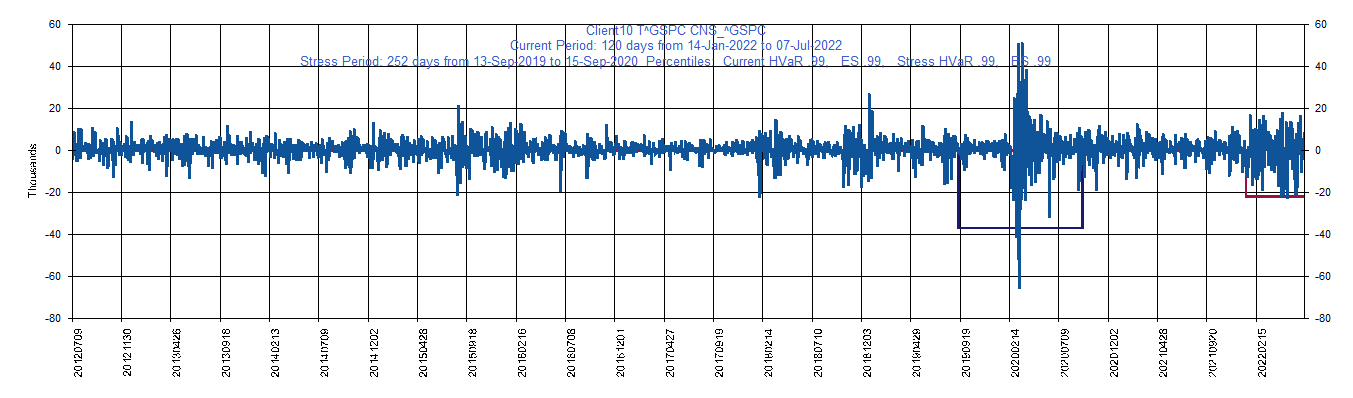 Client10 T^GSPC CNS_^GSPC
Current Period: 120 days from 14-Jan-2022 to 07-Jul-2022
Stress Period: 252 days from 13-Sep-2019 to 15-Sep-2020 Percentiles: Current HVaR .99, ES .99, Stress HVaR .99, ES .99
60 60
40 40
20 20
0 0
-20 -20
-40 -40
-60 -60
-80 -80
Thousands
20120709 20121130 20130426 20130918 20140213 20140709 20141202 20150428 20150918 20160216 20160708 20161201 20170427 20170919 20180214 20180710 20181203 20190429 20190919 20200214 20200709 20201202 20210428 20210920 20220215